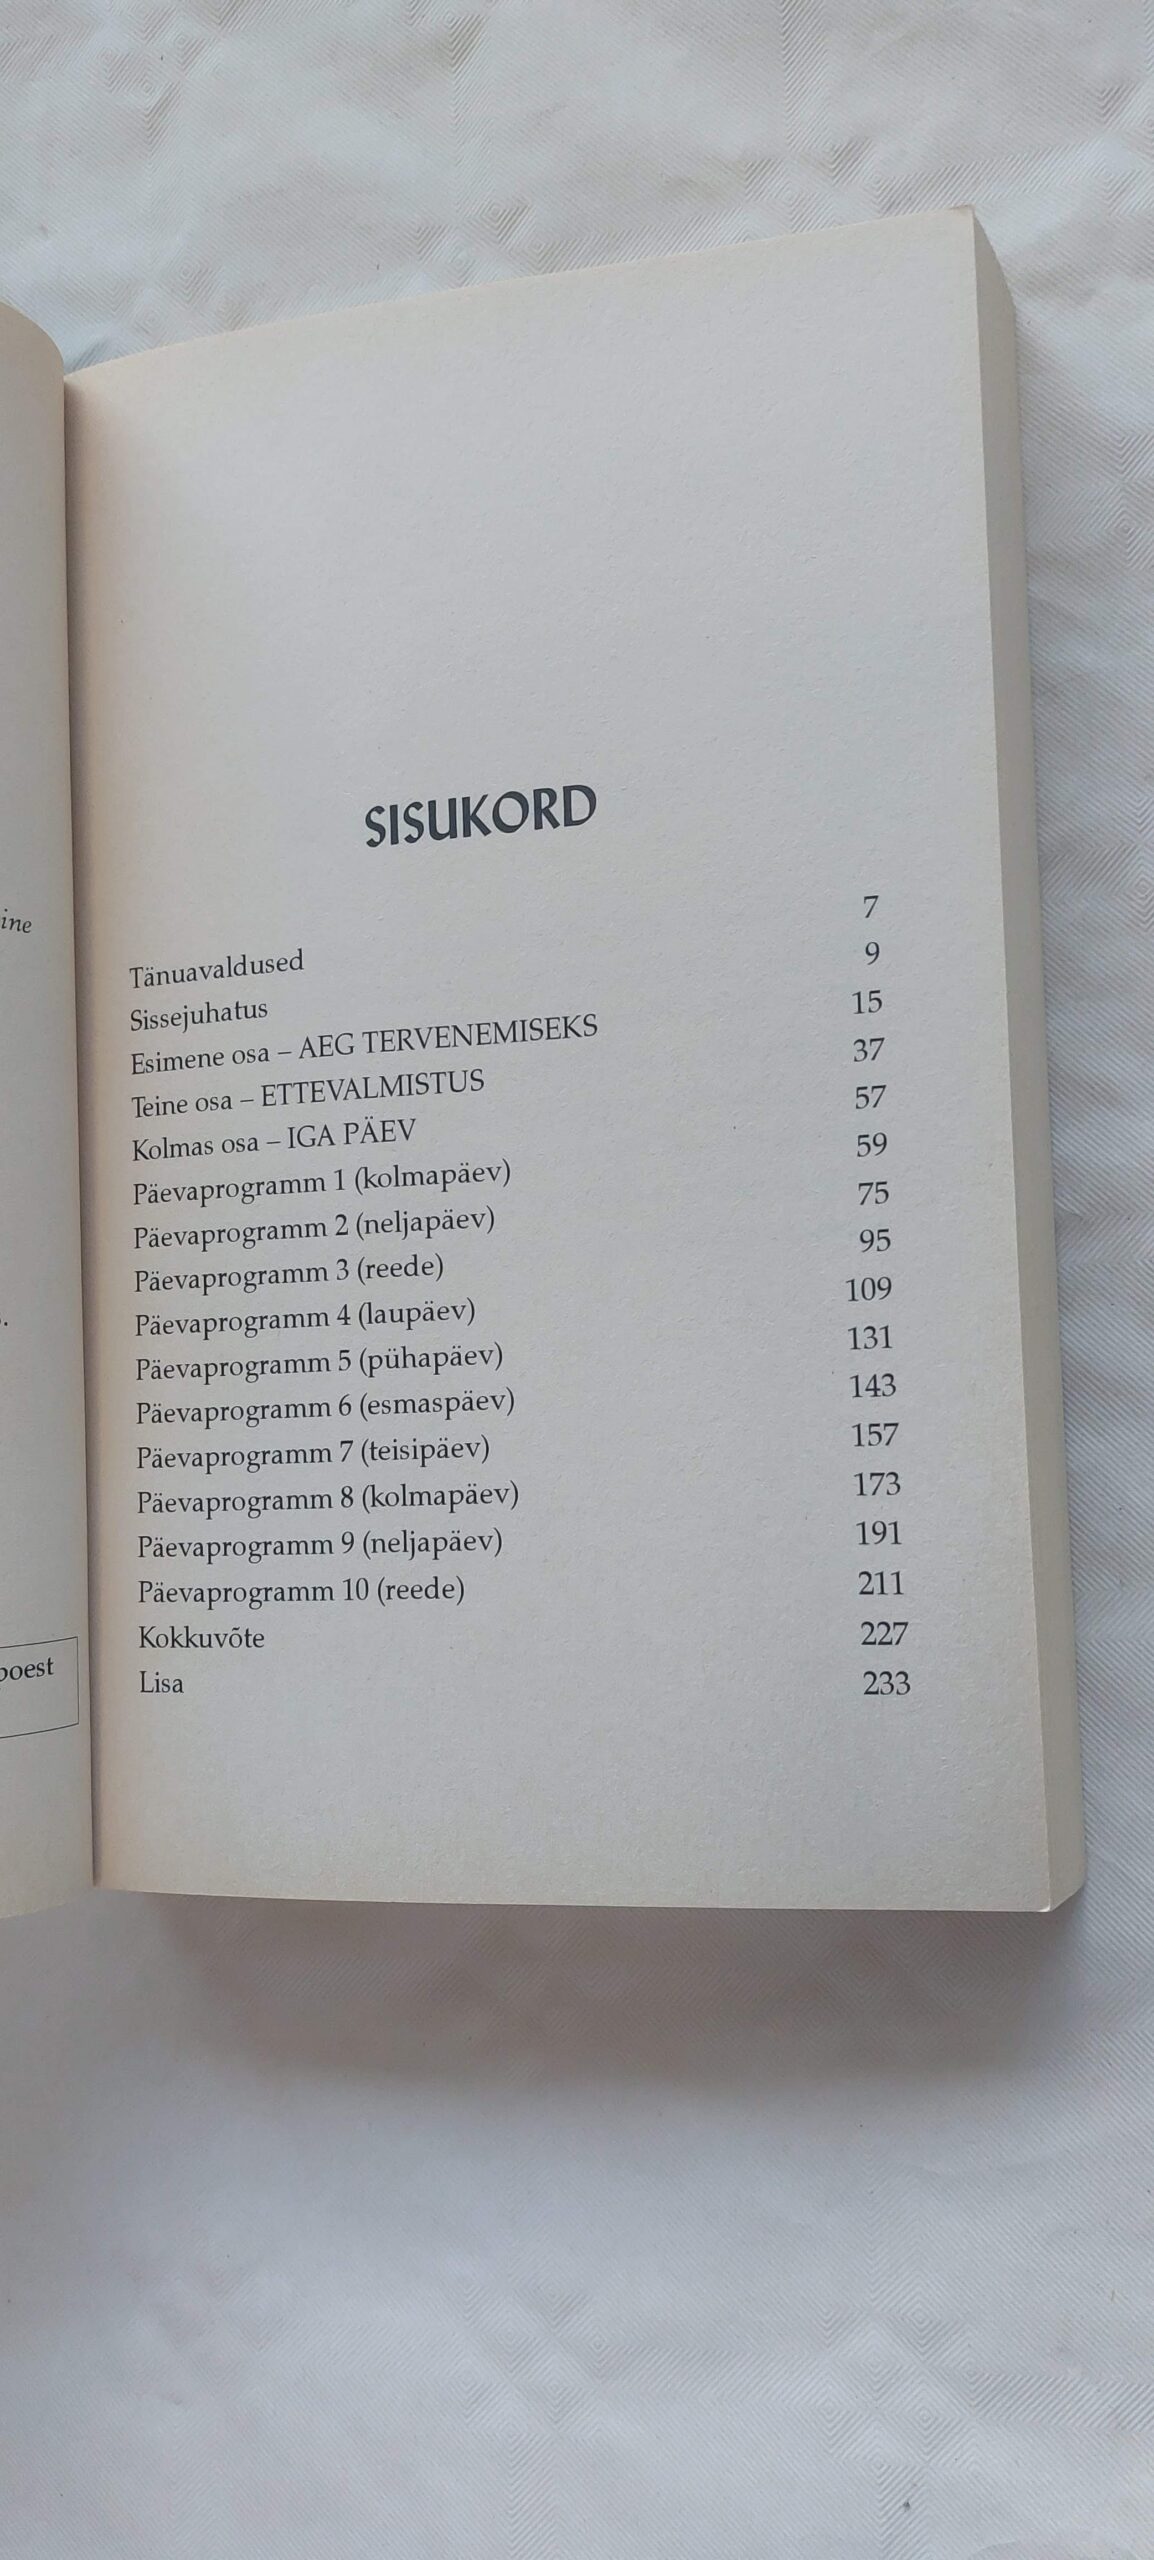 ine
poest
SISUKORD
Tänuavaldused 7
Sissejuhatus 9
Esimene osa – AEG TERVENEMISEKS 15
Teine osa – ETTEVALMISTUS 37
Kolmas osa – IGA PÄEV 57
Päevaprogramm 1 (kolmapäev) 59
Päevaprogramm 2 (neljapäev) 75
Päevaprogramm 3 (reede) 95
Päevaprogramm 4 (laupäev) 109
Päevaprogramm 5 (pühapäev) 131
Päevaprogramm 6 (esmaspäev) 143
Päevaprogramm 7 (teisipäev) 157
Päevaprogramm 8 (kolmapäev) 173
Päevaprogramm 9 (neljapäev) 191
Päevaprogramm 10 (reede) 211
Kokkuvõte 227
Lisa 233